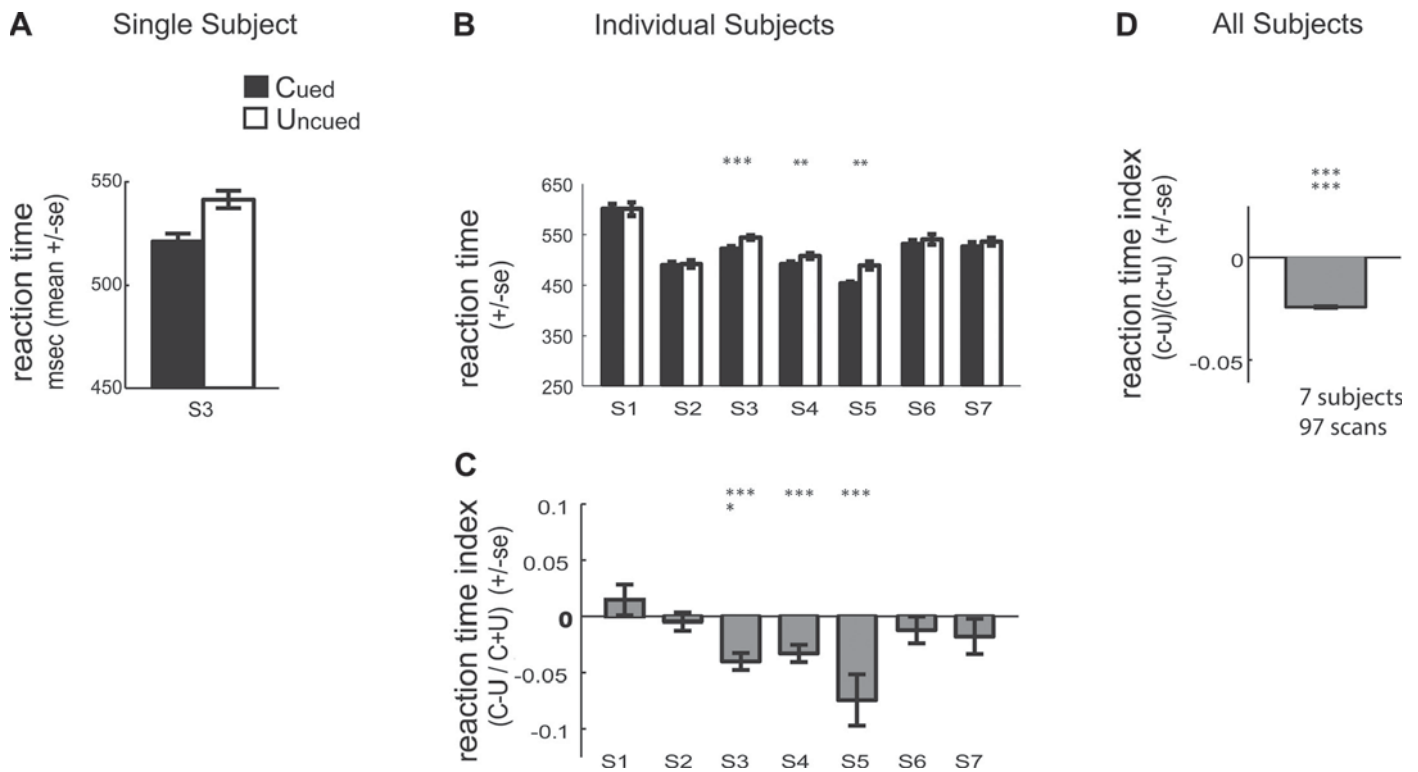 A Single Subject
Cued
Uncued
reaction time
msec (mean +/-se)
550
500
450
S3
B Individual Subjects
*** ** **
reaction time
(+/-se)
650
550
450
350
250
S1 S2 S3 S4 S5 S6 S7
C
*** *** ***
*
reaction time index
(C-U / C+U) (+/-se)
0.1
0.05
0
-0.05
-0.1
S1 S2 S3 S4 S5 S6 S7
D All Subjects
***
***
reaction time index
(c-u)/(c+u) (+/-se)
0
-0.05
7 subjects
97 scans